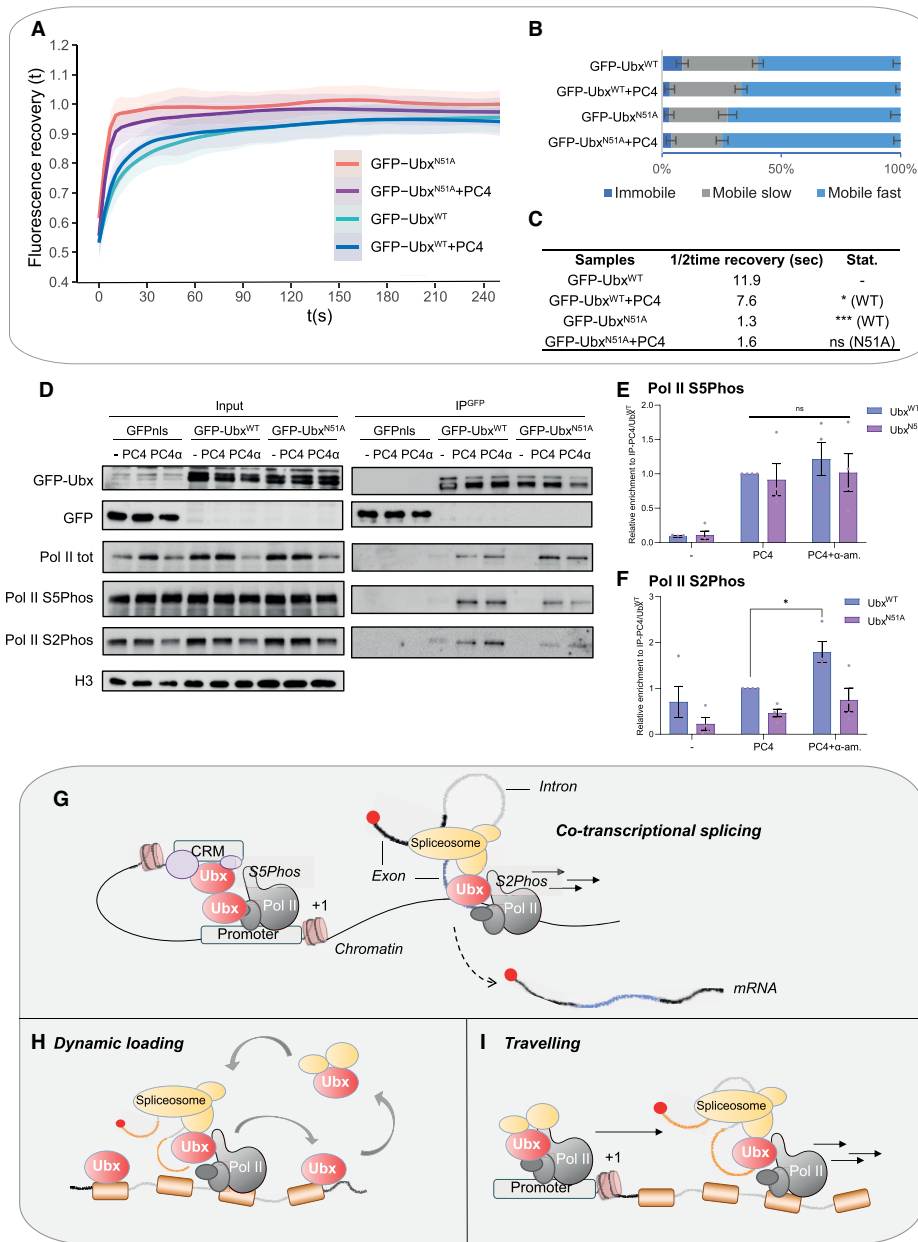 A
Fluorescence recovery (t)
1.2
1.1
1.0
0.9
0.8
0.7
0.6
0.5
0.4
GFP−Ubx^N51A
GFP−Ubx^N51A+PC4
GFP−Ubx^WT
GFP−Ubx^WT+PC4
0 30 60 90 120 150 180 210 240
t(s)
B
GFP-Ubx^WT
GFP-Ubx^WT+PC4
GFP-Ubx^N51A
GFP-Ubx^N51A+PC4
0% 50% 100%
Immobile Mobile slow Mobile fast
C
Samples 1/2time recovery (sec) Stat.
GFP-Ubx^WT 11.9 -
GFP-Ubx^WT+PC4 7.6 * (WT)
GFP-Ubx^N51A 1.3 *** (WT)
GFP-Ubx^N51A+PC4 1.6 ns (N51A)
D
Input
GFPnls GFP-Ubx^WT GFP-Ubx^N51A
- PC4 PC4α - PC4 PC4α - PC4 PC4α
IP^GFP
GFPnls GFP-Ubx^WT GFP-Ubx^N51A
- PC4 PC4α - PC4 PC4α - PC4 PC4α
GFP-Ubx
GFP
Pol II tot
Pol II S5Phos
Pol II S2Phos
H3
E Pol II S5Phos
Relative enrichment to IP-PC4/Ubx^WT
2.0
1.5
1.0
0.5
0.0
ns
Ubx^WT
Ubx^N5
- PC4 PC4+α-am.
F Pol II S2Phos
Relative enrichment to IP-PC4/Ubx^WT
3
2
1
0
*
Ubx^WT
Ubx^N51A
- PC4 PC4+α-am.
G
CRM
Ubx
S5Phos
Ubx
Pol II
+1
Promoter
Chromatin
Intron
Spliceosome
Exon
Co-transcriptional splicing
Ubx
S2Phos
Pol II
mRNA
H Dynamic loading
Spliceosome
Ubx
Ubx
Ubx
Pol II
Ubx
I Travelling
Ubx
Pol II
+1
Promoter
Spliceosome
Ubx
Pol II